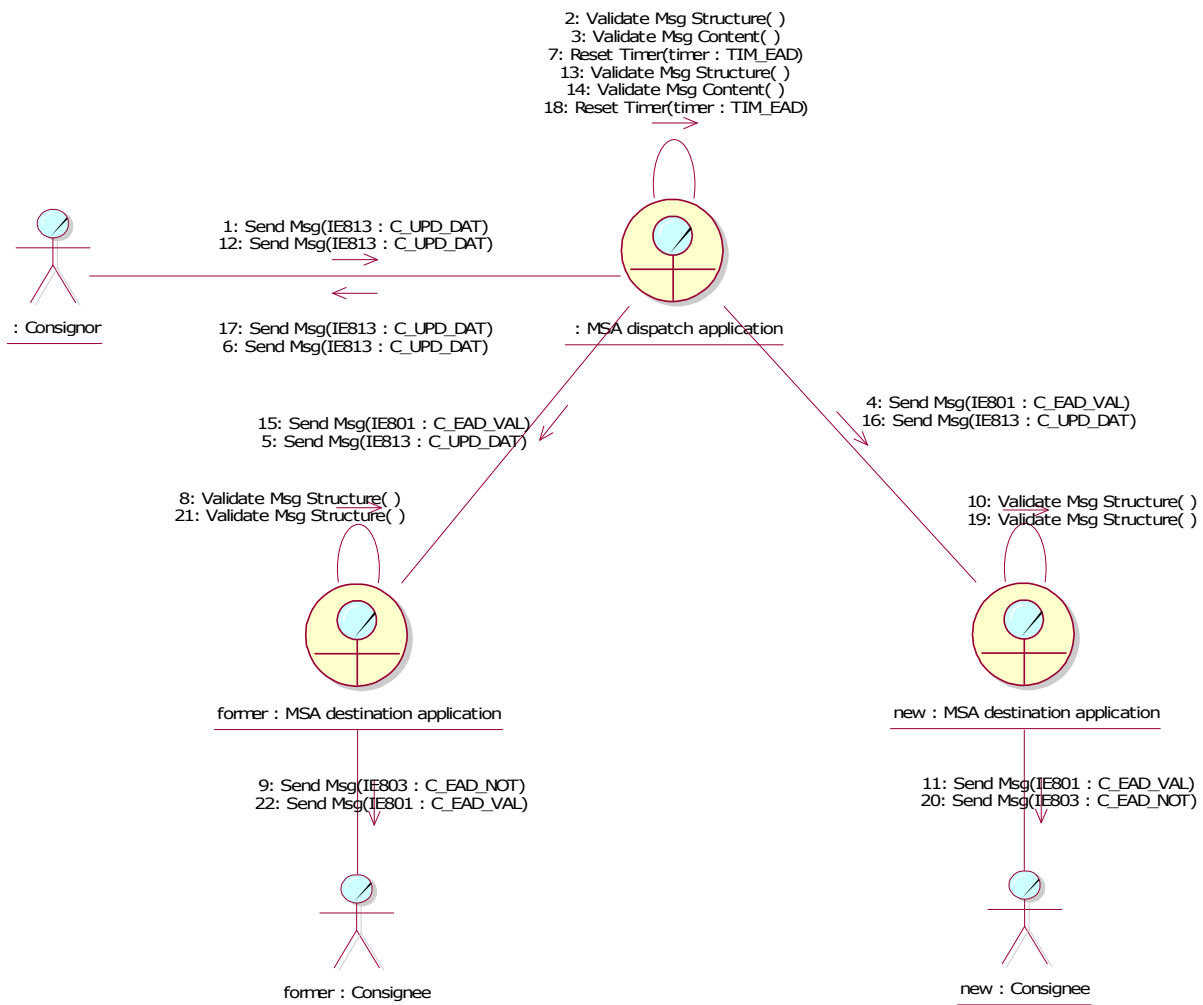 2: Validate Msg Structure( )
3: Validate Msg Content( )
7: Reset Timer(timer : TIM_EAD)
13: Validate Msg Structure( )
14: Validate Msg Content( )
18: Reset Timer(timer : TIM_EAD)
1: Send Msg(IE813 : C_UPD_DAT)
12: Send Msg(IE813 : C_UPD_DAT)
: Consignor
17: Send Msg(IE813 : C_UPD_DAT)
6: Send Msg(IE813 : C_UPD_DAT)
: MSA dispatch application
15: Send Msg(IE801 : C_EAD_VAL)
5: Send Msg(IE813 : C_UPD_DAT)
4: Send Msg(IE801 : C_EAD_VAL)
16: Send Msg(IE813 : C_UPD_DAT)
8: Validate Msg Structure( )
21: Validate Msg Structure( )
10: Validate Msg Structure( )
19: Validate Msg Structure( )
former : MSA destination application
new : MSA destination application
9: Send Msg(IE803 : C_EAD_NOT)
22: Send Msg(IE801 : C_EAD_VAL)
11: Send Msg(IE801 : C_EAD_VAL)
20: Send Msg(IE803 : C_EAD_NOT)
former : Consignee
new : Consignee